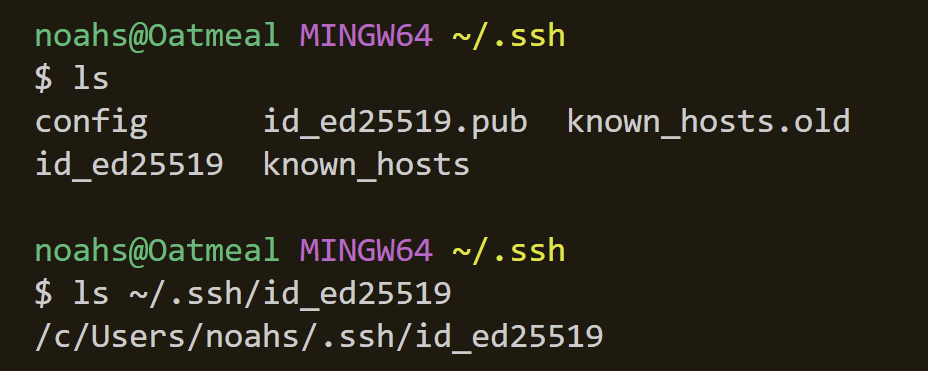 noahs@Oatmeal MINGW64 ~/.ssh
$ ls
config      id_ed25519.pub  known_hosts.old
id_ed25519  known_hosts

noahs@Oatmeal MINGW64 ~/.ssh
$ ls ~/.ssh/id_ed25519
/c/Users/noahs/.ssh/id_ed25519